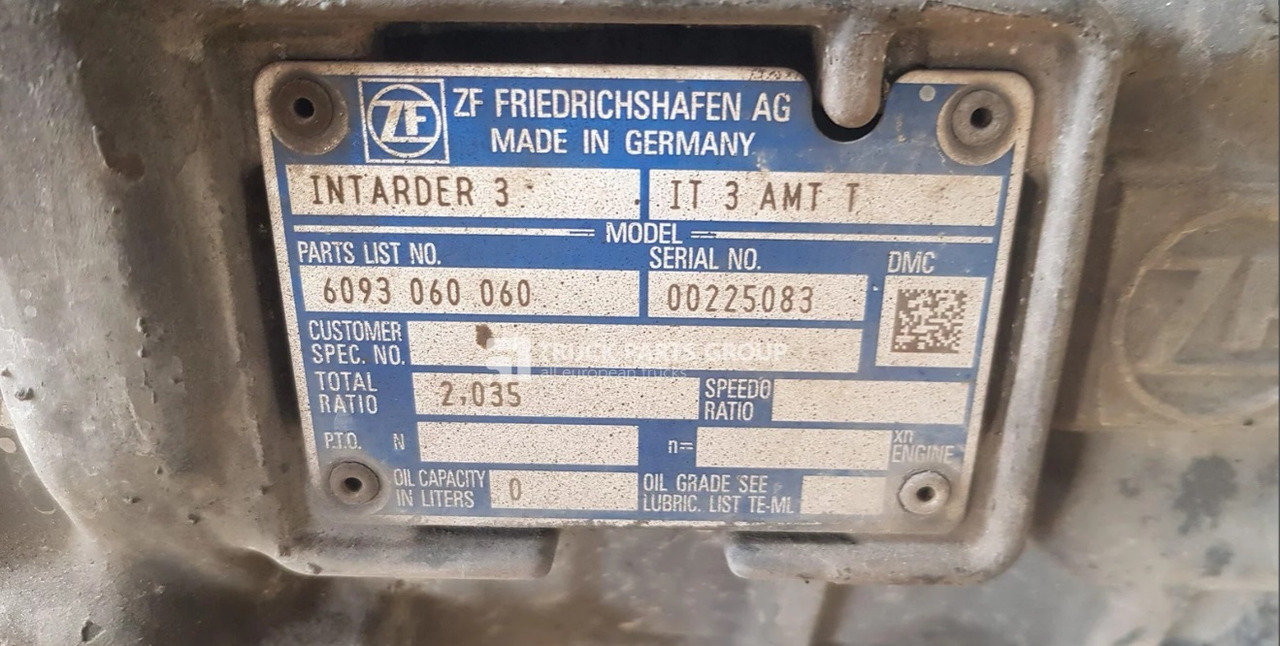 ZF ZF FRIEDRICHSHAFEN AG
MADE IN GERMANY
INTARDER 3 IT 3 AMT T
MODEL
PARTS LIST NO. SERIAL NO. DMC
6093 060 060 00225083
CUSTOMER
SPEC. NO.
TRUCK PARTS GROUP
all european trucks
TOTAL
RATIO 2,035 SPEEDO
RATIO
P.T.O. N n= xn
ENGINE
OIL CAPACITY
IN LITERS 0 OIL GRADE SEE
LUBRIC. LIST TE-ML
ZF